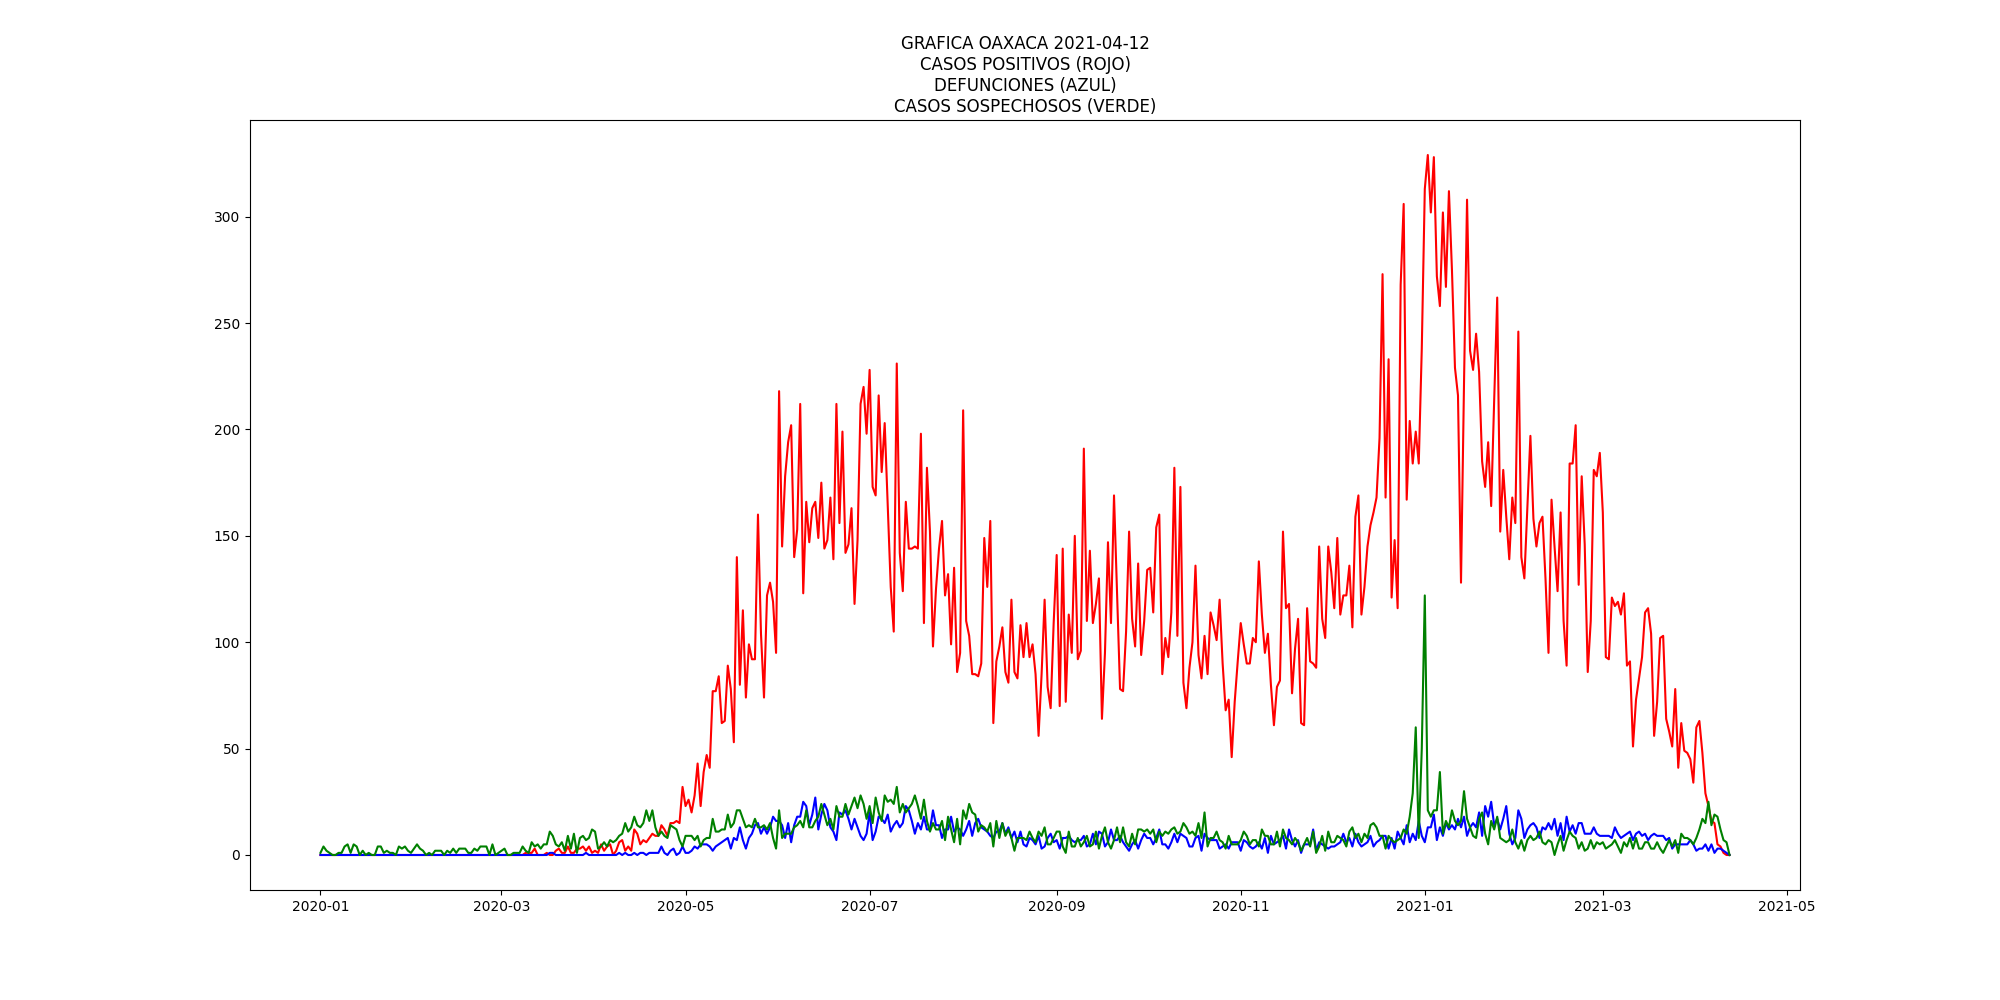 GRAFICA OAXACA 2021-04-12
CASOS POSITIVOS (ROJO)
DEFUNCIONES (AZUL)
CASOS SOSPECHOSOS (VERDE)
300
250
200
150
100
50
0
2020-01 2020-03 2020-05 2020-07 2020-09 2020-11 2021-01 2021-03 2021-05